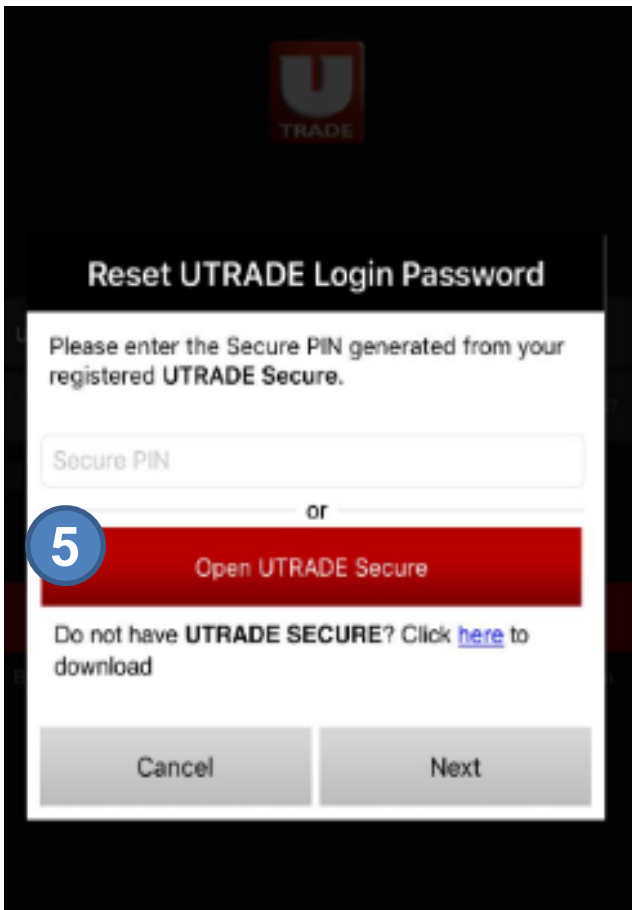 U
TRADE
Reset UTRADE Login Password
Please enter the Secure PIN generated from your
registered UTRADE Secure.
Secure PIN
or
5
Open UTRADE Secure
Do not have UTRADE SECURE? Click here to
download
Cancel
Next